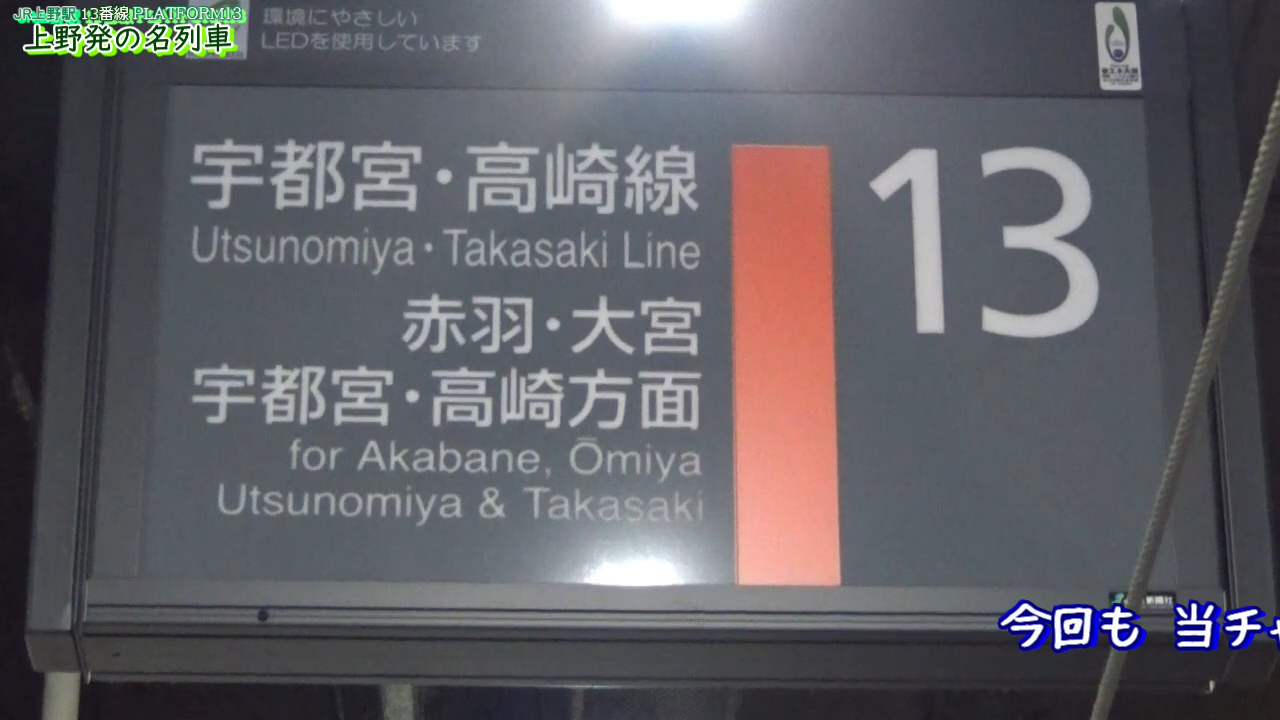 JR上野駅 13番線 PLATFORM13
上野発の名列車
環境にやさしい
LEDを使用しています
宇都宮・高崎線
Utsunomiya・Takasaki Line
赤羽・大宮
宇都宮・高崎方面
for Akabane, Ōmiya
Utsunomiya & Takasaki
13
今回も 当チャ